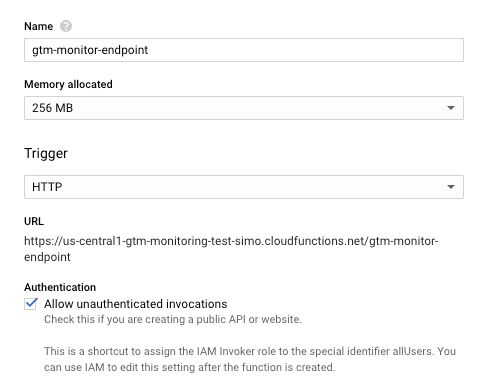 Name
gtm-monitor-endpoint
Memory allocated
256 MB
Trigger
HTTP
URL
https://us-central1-gtm-monitoring-test-simo.cloudfunctions.net/gtm-monitor-
endpoint
Authentication
Allow unauthenticated invocations
Check this if you are creating a public API or website.
This is a shortcut to assign the IAM Invoker role to the special identifier allUsers. You
can use IAM to edit this setting after the function is created.